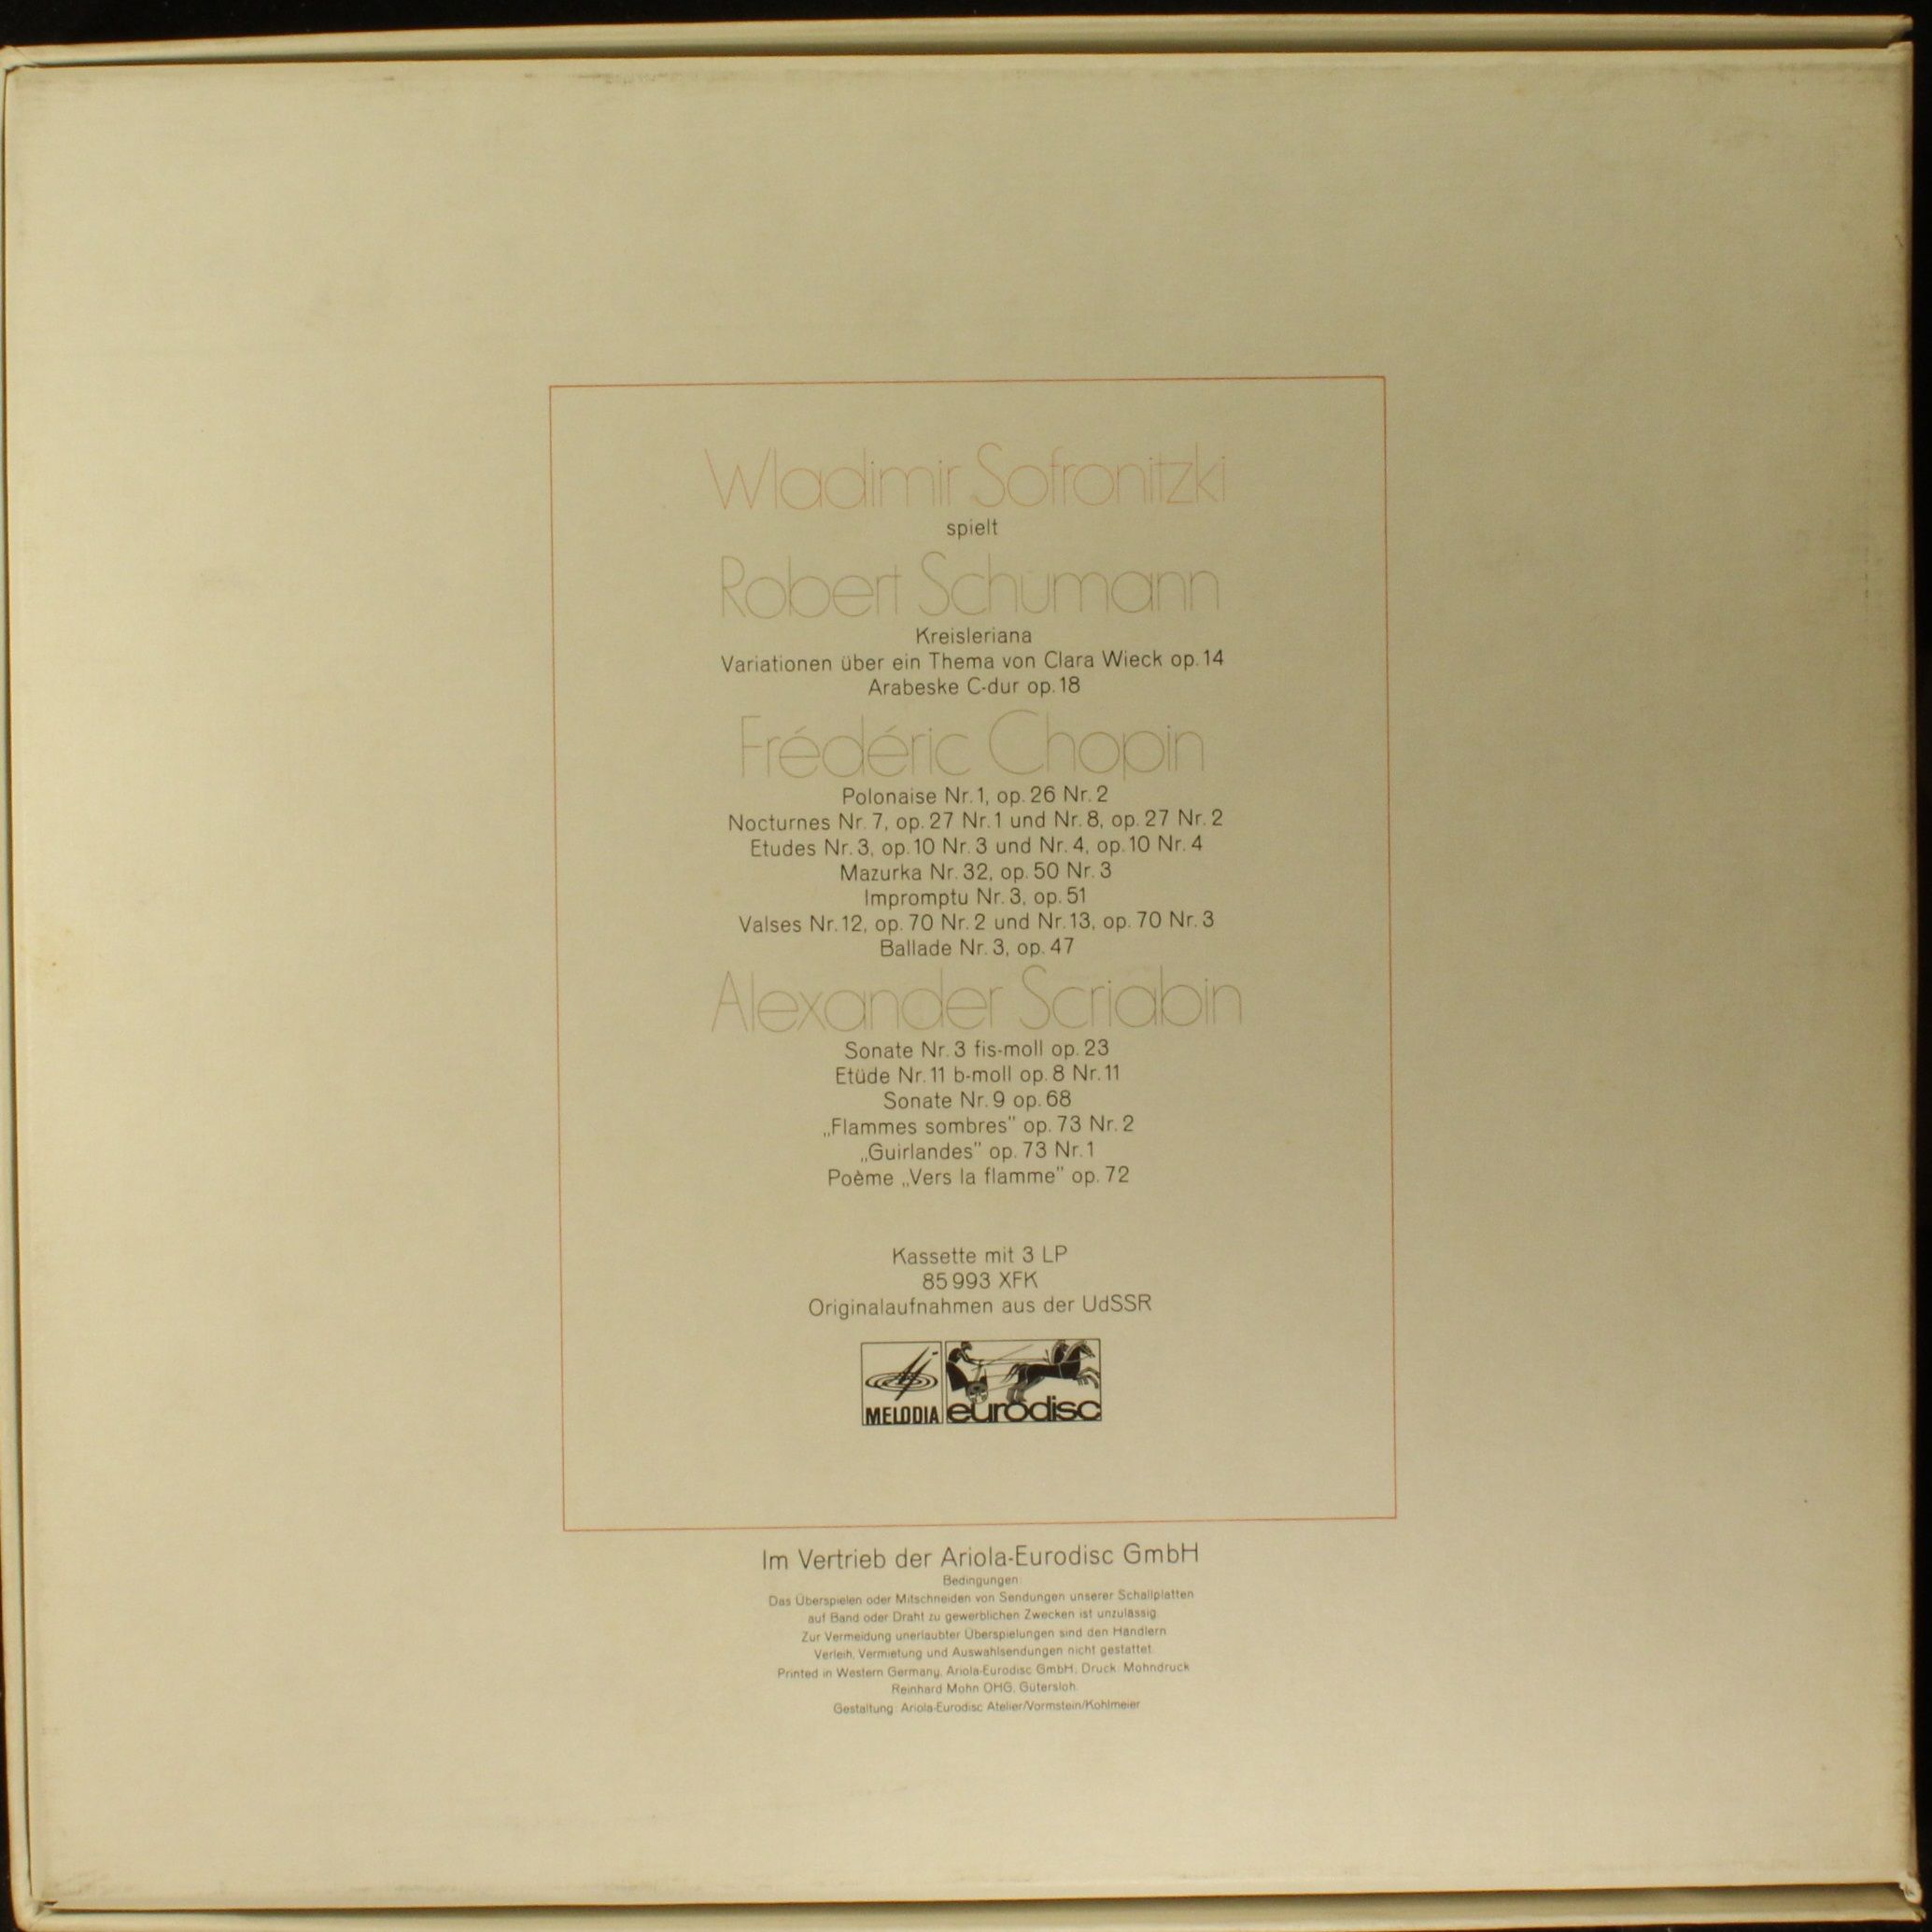 Wladimir Sofronitzki
spielt
Robert Schumann
Kreisleriana
Variationen über ein Thema von Clara Wieck op. 14
Arabeske C-dur op. 18
Frédéric Chopin
Polonaise Nr. 1, op. 26 Nr. 2
Nocturnes Nr. 7, op. 27 Nr. 1 und Nr. 8, op. 27 Nr. 2
Etudes Nr. 3, op. 10 Nr. 3 und Nr. 4, op. 10 Nr. 4
Mazurka Nr. 32, op. 50 Nr. 3
Impromptu Nr. 3, op. 51
Valses Nr. 12, op. 70 Nr. 2 und Nr. 13, op. 70 Nr. 3
Ballade Nr. 3, op. 47
Alexander Scriabin
Sonate Nr. 3 fis-moll op. 23
Etüde Nr. 11 b-moll op. 8 Nr. 11
Sonate Nr. 9 op. 68
„Flammes sombres" op. 73 Nr. 2
„Guirlandes" op. 73 Nr. 1
Poème „Vers la flamme" op. 72
Kassette mit 3 LP
85 993 XFK
Originalaufnahmen aus der UdSSR
MELODIA eurodisc
Im Vertrieb der Ariola-Eurodisc GmbH
Bedingungen:
Das Überspielen oder Mitschneiden von Sendungen unserer Schallplatten
auf Band oder Draht zu gewerblichen Zwecken ist unzulässig.
Zur Vermeidung unerlaubter Überspielungen sind den Händlern
Verleih, Vermietung und Auswahlsendungen nicht gestattet.
Printed in Western Germany, Ariola-Eurodisc GmbH, Druck: Mohndruck
Reinhard Mohn OHG, Gütersloh.
Gestaltung: Ariola-Eurodisc Atelier/Vormstein/Kohlmeier